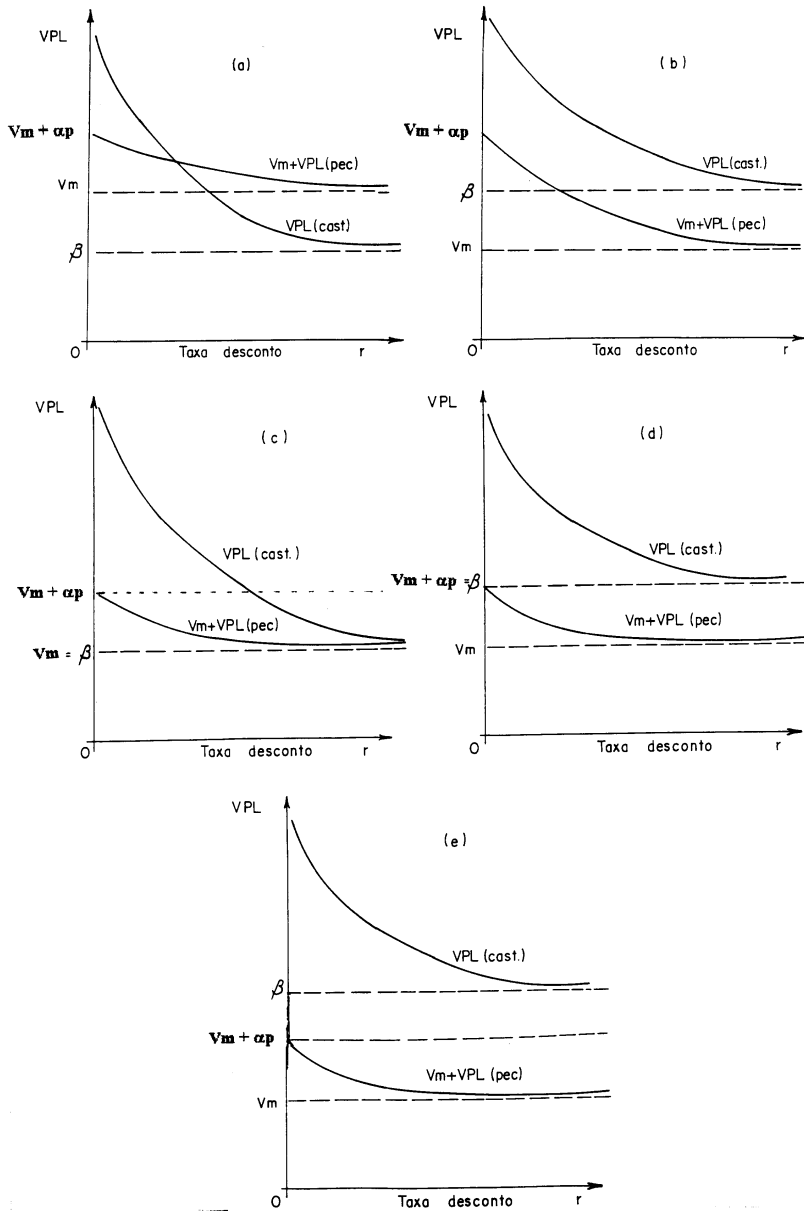 VPL
(a)
Vm + αp
Vm+VPL(pec)
Vm
VPL(cast.)
β
O
Taxa desconto
r
(b)
Vm + αp
VPL(cast.)
β
Vm+VPL(pec)
Vm
O
Taxa desconto
r
VPL
(c)
VPL(cast.)
Vm + αp
Vm+VPL(pec)
Vm = β
O
Taxa desconto
r
VPL
(d)
VPL(cast.)
Vm + αp = β
Vm+VPL(pec)
Vm
O
Taxa desconto
r
VPL
(e)
VPL(cast.)
β
Vm + αp
Vm+VPL(pec)
Vm
O
Taxa desconto
r